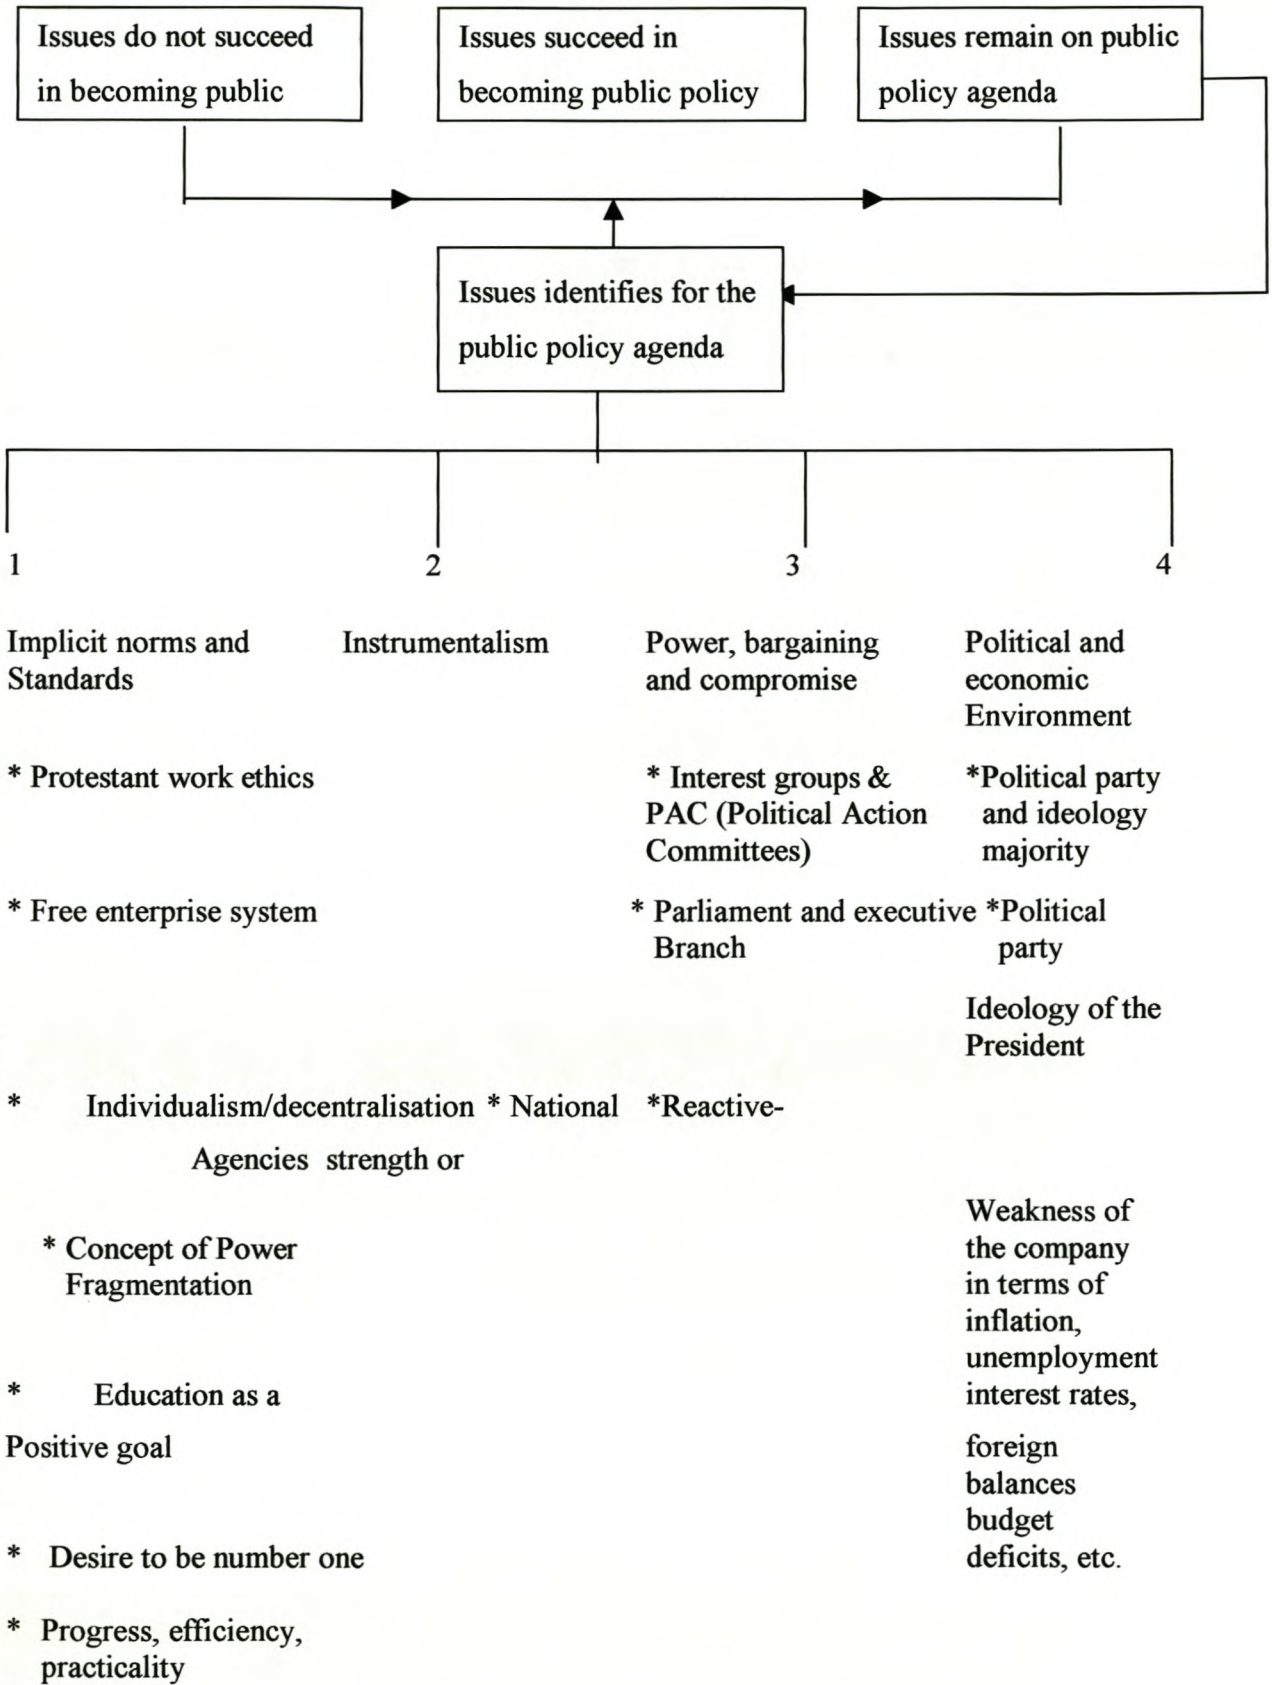 Issues do not succeed
in becoming public
Issues succeed in
becoming public policy
Issues remain on public
policy agenda
Issues identifies for the
public policy agenda
1
2
3
4
Implicit norms and
Standards
Instrumentalism
Power, bargaining
and compromise
Political and
economic
Environment
* Protestant work ethics
* Interest groups &
PAC (Political Action
Committees)
*Political party
and ideology
majority
* Free enterprise system
* Parliament and executive
Branch
*Political
party
Ideology of the
President
* Individualism/decentralisation * National *Reactive-
Agencies strength or
* Concept of Power
Fragmentation
Weakness of
the company
in terms of
inflation,
unemployment
interest rates,
* Education as a
Positive goal
foreign
balances
budget
deficits, etc.
* Desire to be number one
* Progress, efficiency,
practicality